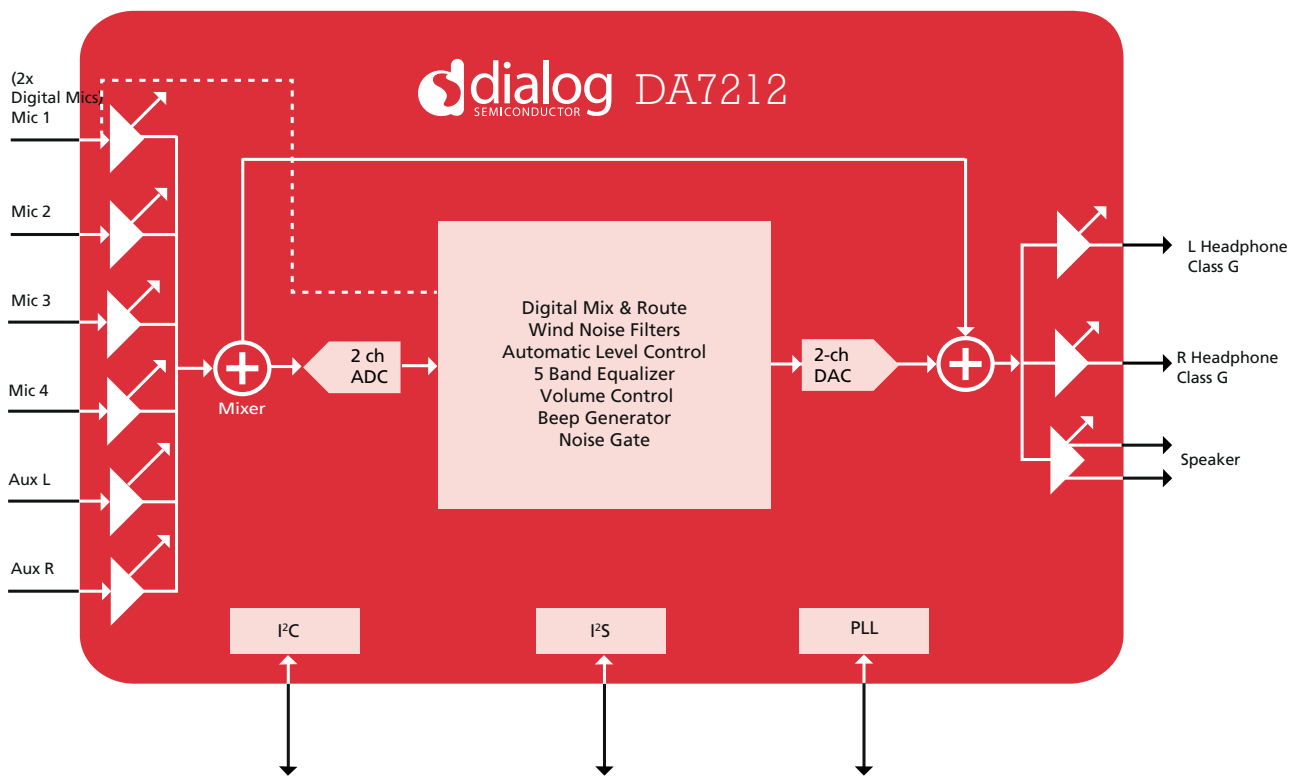 dialog
SEMICONDUCTOR
DA7212
(2x
Digital Mics)
Mic 1
Mic 2
Mic 3
Mic 4
Aux L
Aux R
Mixer
2 ch
ADC
Digital Mix & Route
Wind Noise Filters
Automatic Level Control
5 Band Equalizer
Volume Control
Beep Generator
Noise Gate
2-ch
DAC
L Headphone
Class G
R Headphone
Class G
Speaker
I²C
I²S
PLL